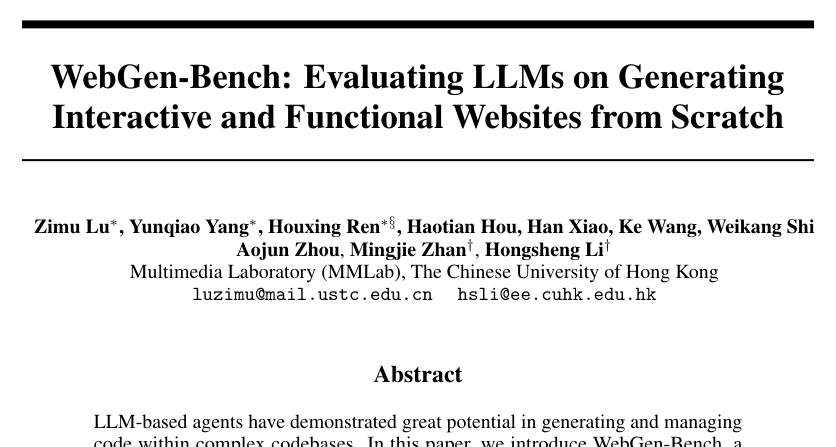 WebGen-Bench: Evaluating LLMs on Generating
Interactive and Functional Websites from Scratch
Zimu Lu*, Yunqiao Yang*, Houxing Ren*§, Haotian Hou, Han Xiao, Ke Wang, Weikang Shi
Aojun Zhou, Mingjie Zhan†, Hongsheng Li†
Multimedia Laboratory (MMLab), The Chinese University of Hong Kong
luzimu@mail.ustc.edu.cn hsli@ee.cuhk.edu.hk
Abstract
LLM-based agents have demonstrated great potential in generating and managing
code within complex codebases. In this paper, we introduce WebGen-Bench, a